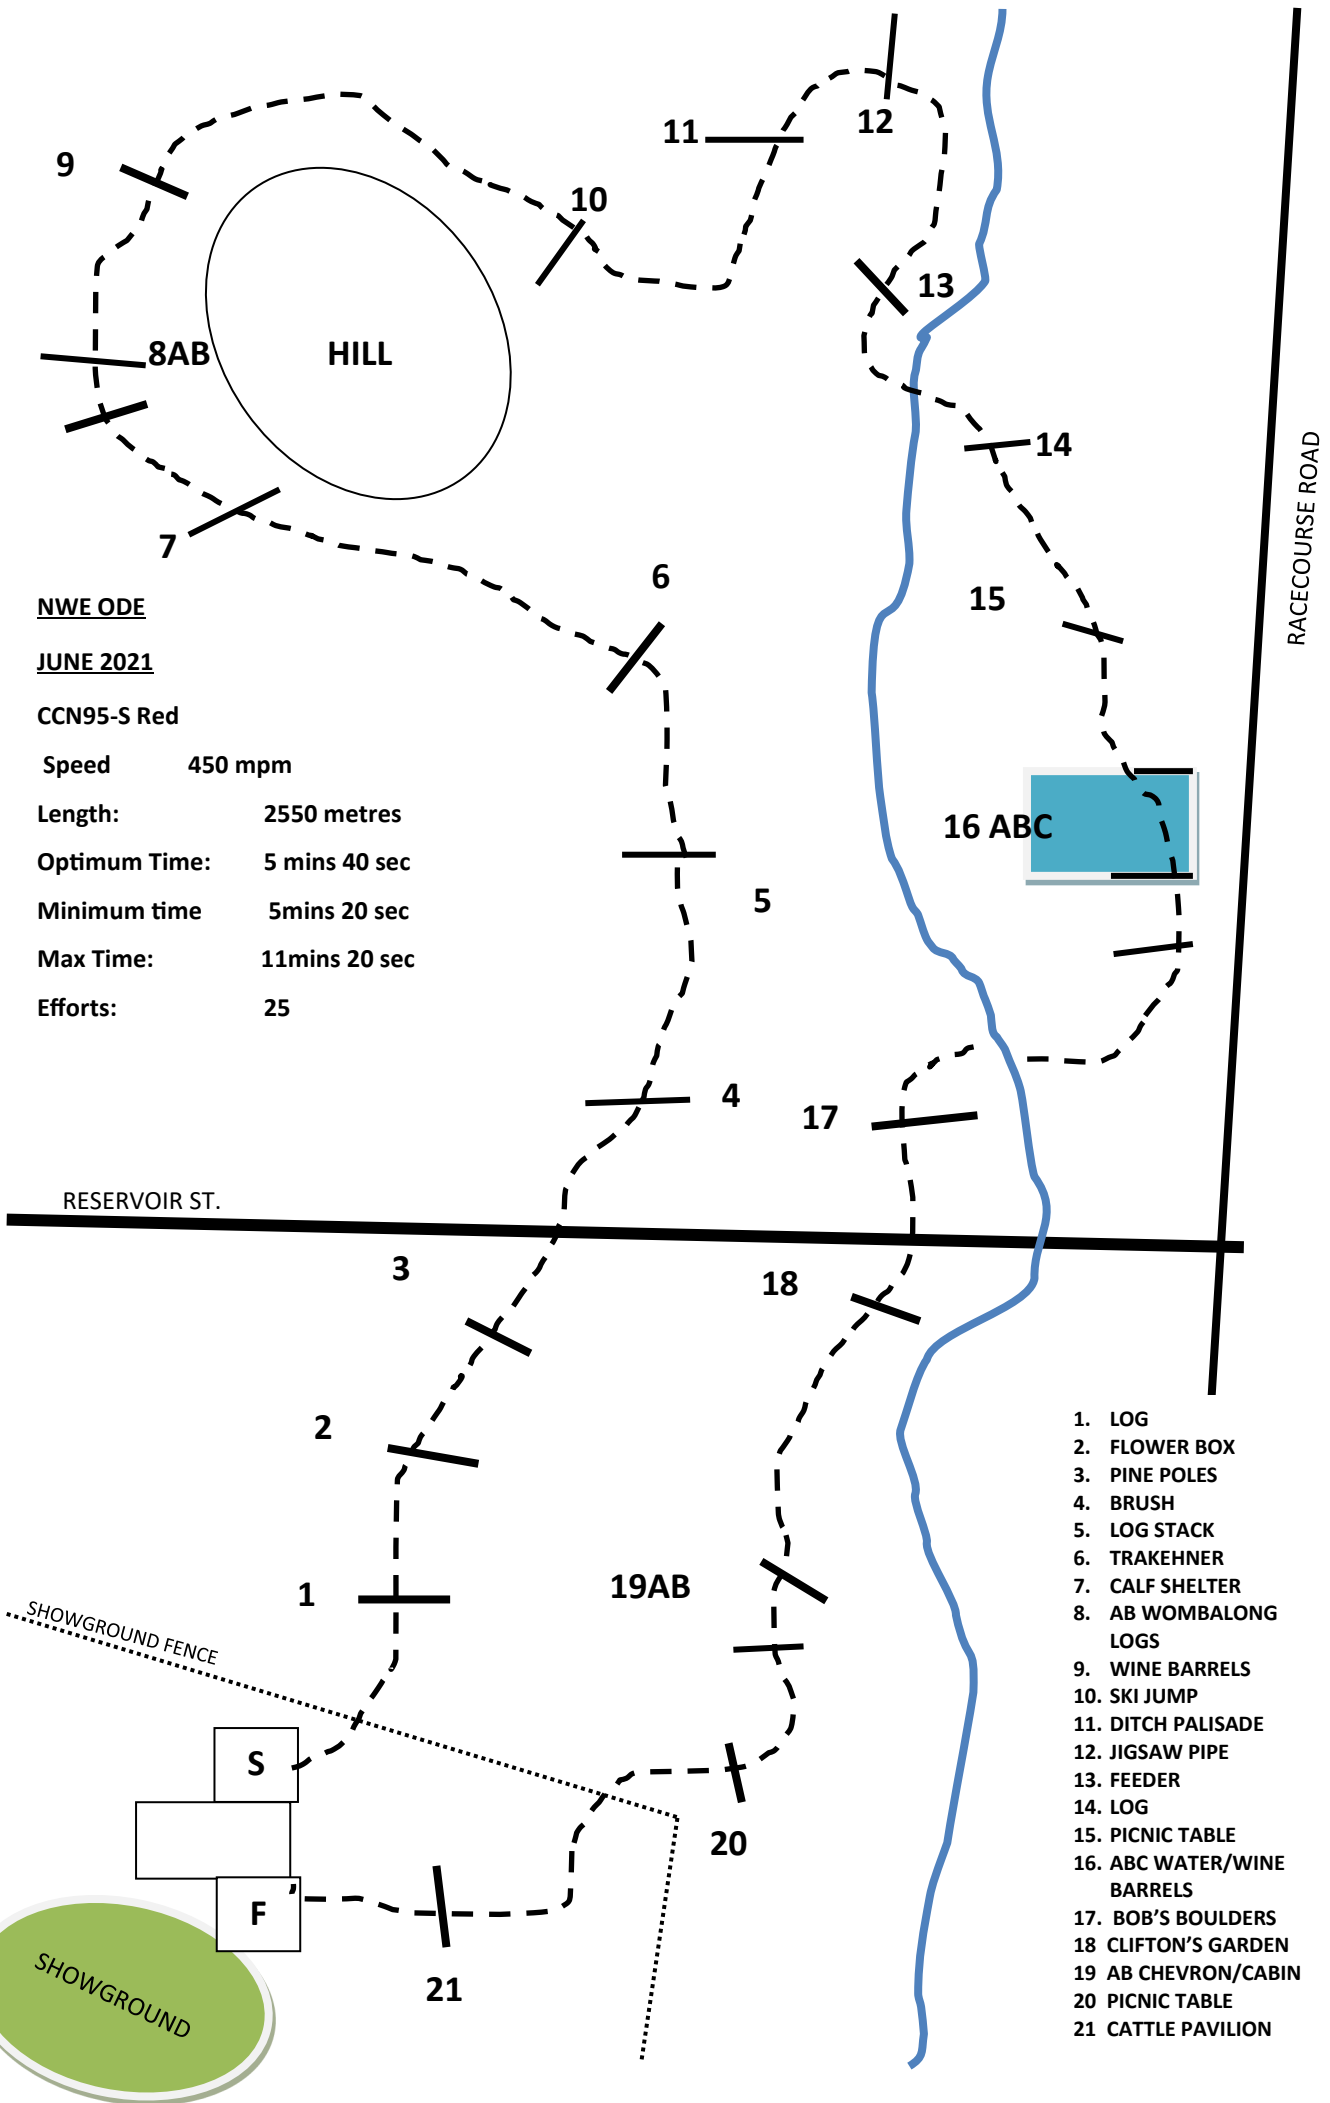 12
11
9
10
13
8AB
HILL
14
RACECOURSE ROAD
7
6
15
NWE ODE
JUNE 2021
CCN95-S Red
Speed 450 mpm
Length: 2550 metres
Optimum Time: 5 mins 40 sec
Minimum time 5mins 20 sec
Max Time: 11mins 20 sec
Efforts: 25
16 ABC
5
4
17
RESERVOIR ST.
3
18
2
19AB
1
SHOWGROUND FENCE
S
20
F
21
SHOWGROUND
1. LOG
2. FLOWER BOX
3. PINE POLES
4. BRUSH
5. LOG STACK
6. TRAKEHNER
7. CALF SHELTER
8. AB WOMBALONG
LOGS
9. WINE BARRELS
10. SKI JUMP
11. DITCH PALISADE
12. JIGSAW PIPE
13. FEEDER
14. LOG
15. PICNIC TABLE
16. ABC WATER/WINE
BARRELS
17. BOB'S BOULDERS
18 CLIFTON'S GARDEN
19 AB CHEVRON/CABIN
20 PICNIC TABLE
21 CATTLE PAVILION